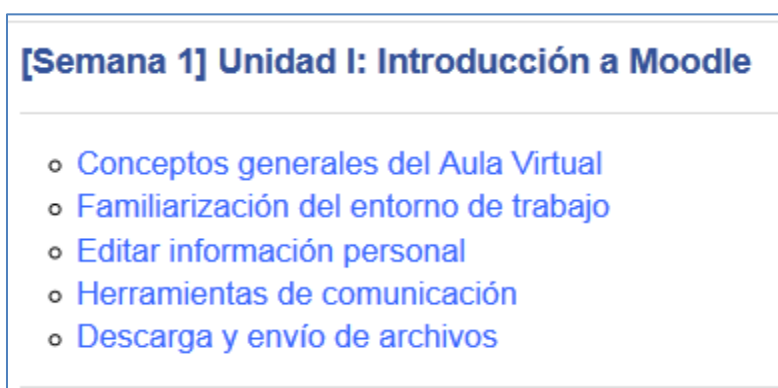 [Semana 1] Unidad I: Introducción a Moodle
Conceptos generales del Aula Virtual
Familiarización del entorno de trabajo
Editar información personal
Herramientas de comunicación
Descarga y envío de archivos